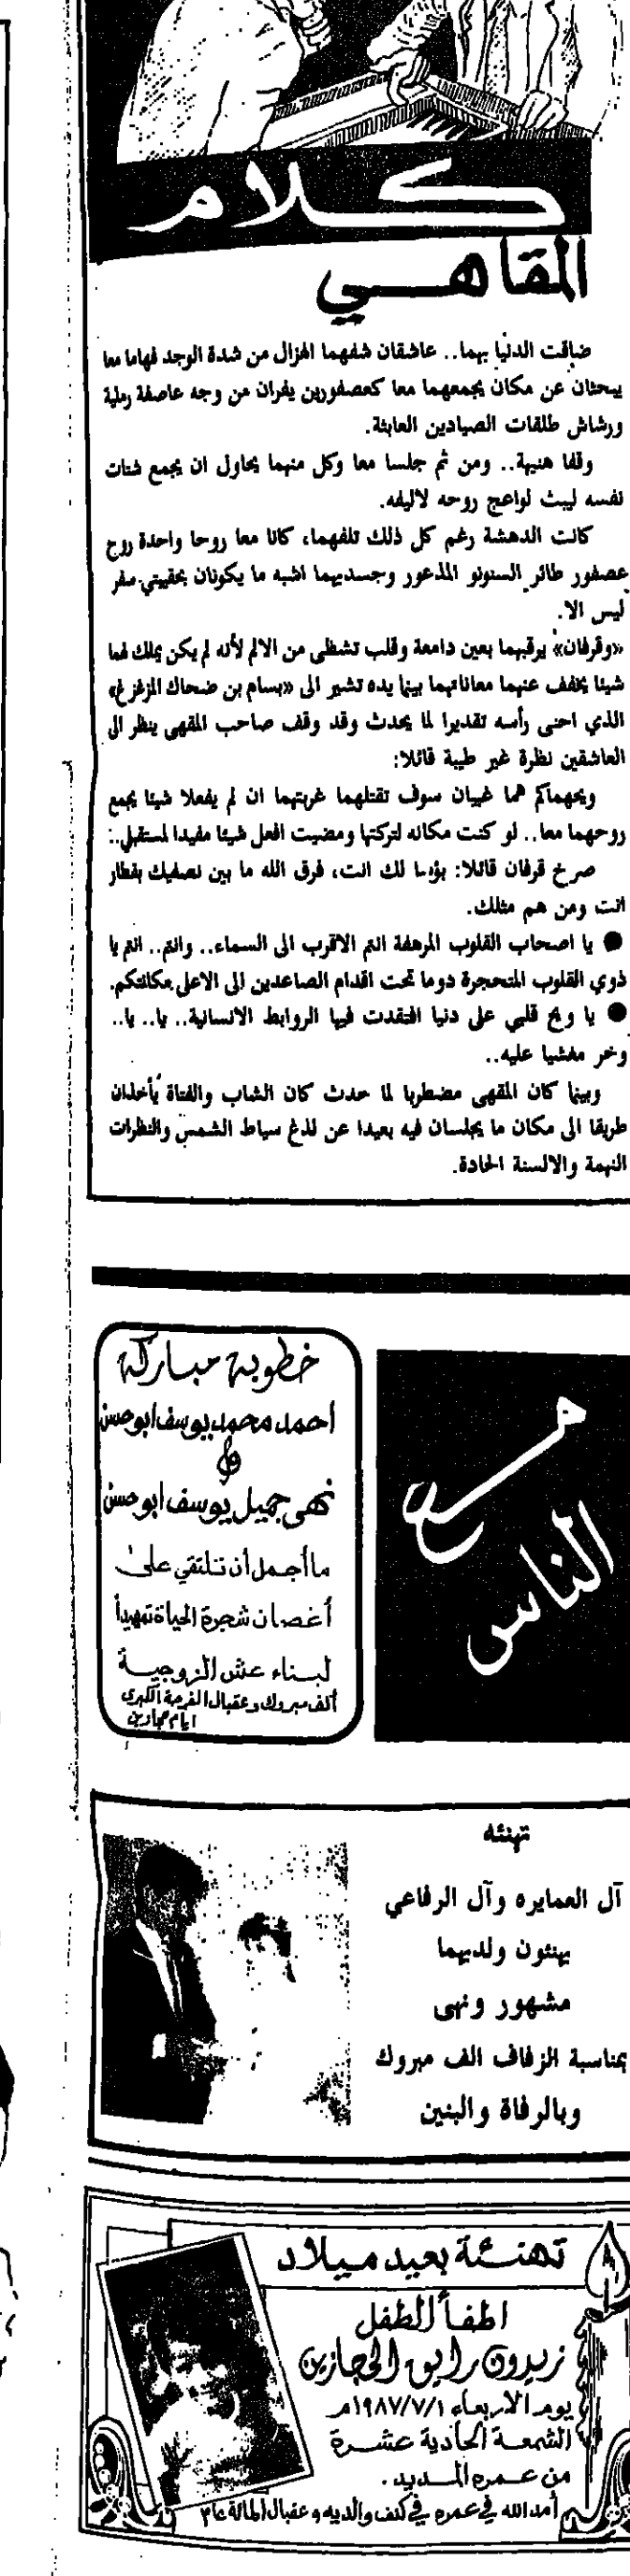 كلام
المقاهي
ضاقت الدنيا بهما.. عاشقان شفهما الهزال من شدة الوجد فهاما معا
يبحثان عن مكان يجمعهما معا كعصفورين يفران من وجه عاصفة رملية
ورشاش طلقات الصيادين العابثة.
وقفا هنيهة.. ومن ثم جلسا معا وكل منهما يحاول ان يجمع شتات
نفسه ليبث لواعج روحه لاليفه.
كانت الدهشة رغم كل ذلك تلفهما، كانا معا روحا واحدة روح
عصفور طائر السنونو المذعور وجسديهما اشبه ما يكونان بحقيبتي سفر
ليس الا.
«وقرفان» يرقبهما بعين دامعة وقلب تشظى من الالم لأنه لم يكن يملك لهما
شيئا يخفف عنهما معاناتهما بينما يده تشير الى «بسام بن ضحاك المزغزغ»
الذي احنى رأسه تقديرا لما يحدث وقد وقف صاحب المقهى ينظر الى
العاشقين نظرة غير طيبة قائلا:
ويحهماكم هما غبيان سوف تقتلهما غربتهما ان لم يفعلا شيئا يجمع
روحهما معا.. لو كنت مكانه لتركتها ومضيت افعل شيئا مفيدا لمستقبلي.:
صرخ قرفان قائلا: بؤسا لك انت، فرق الله ما بين نصفيك بقطار
انت ومن هم مثلك.
● يا اصحاب القلوب المرهفة انتم الاقرب الى السماء.. وانتم.. انتم يا
ذوي القلوب المتحجرة دوما تحت اقدام الصاعدين الى الاعلى بمكانتكم.
● يا ويح قلبي على دنيا افتقدت فيها الروابط الانسانية.. يا.. يا..
وخر مغشيا عليه..
وبينما كان المقهى مضطربا لما حدث كان الشاب والفتاة يأخذان
طريقا الى مكان ما يجلسان فيه بعيدا عن لذغ سياط الشمس والنظرات
النهمة والالسنة الحادة.
مع
الناس
خطوبة مباركة
احمد محمد يوسف ابو حسن
و
نهى جميل يوسف ابو حسن
ما أجمل أن نلتقي على
أغصان شجرة الحياة تمهيداً
لبناء عش الزوجية
ألف مبروك وعقبال الفرحة الكبرى
تهنئه
آل العمايره وآل الرفاعي
يهنئون ولديهما
مشهور ونهى
بمناسبة الزفاف الف مبروك
وبالرفاة والبنين
تهنئة بعيد ميلاد
اطفأ الطفل
زيدون رايق الحجازين
يوم الاربعاء ١٩٨٧/٧/١م
الشمعة الحادية عشرة
من عمره المديد.
أمد الله في عمره في كنف والديه وعقبال المائة عام